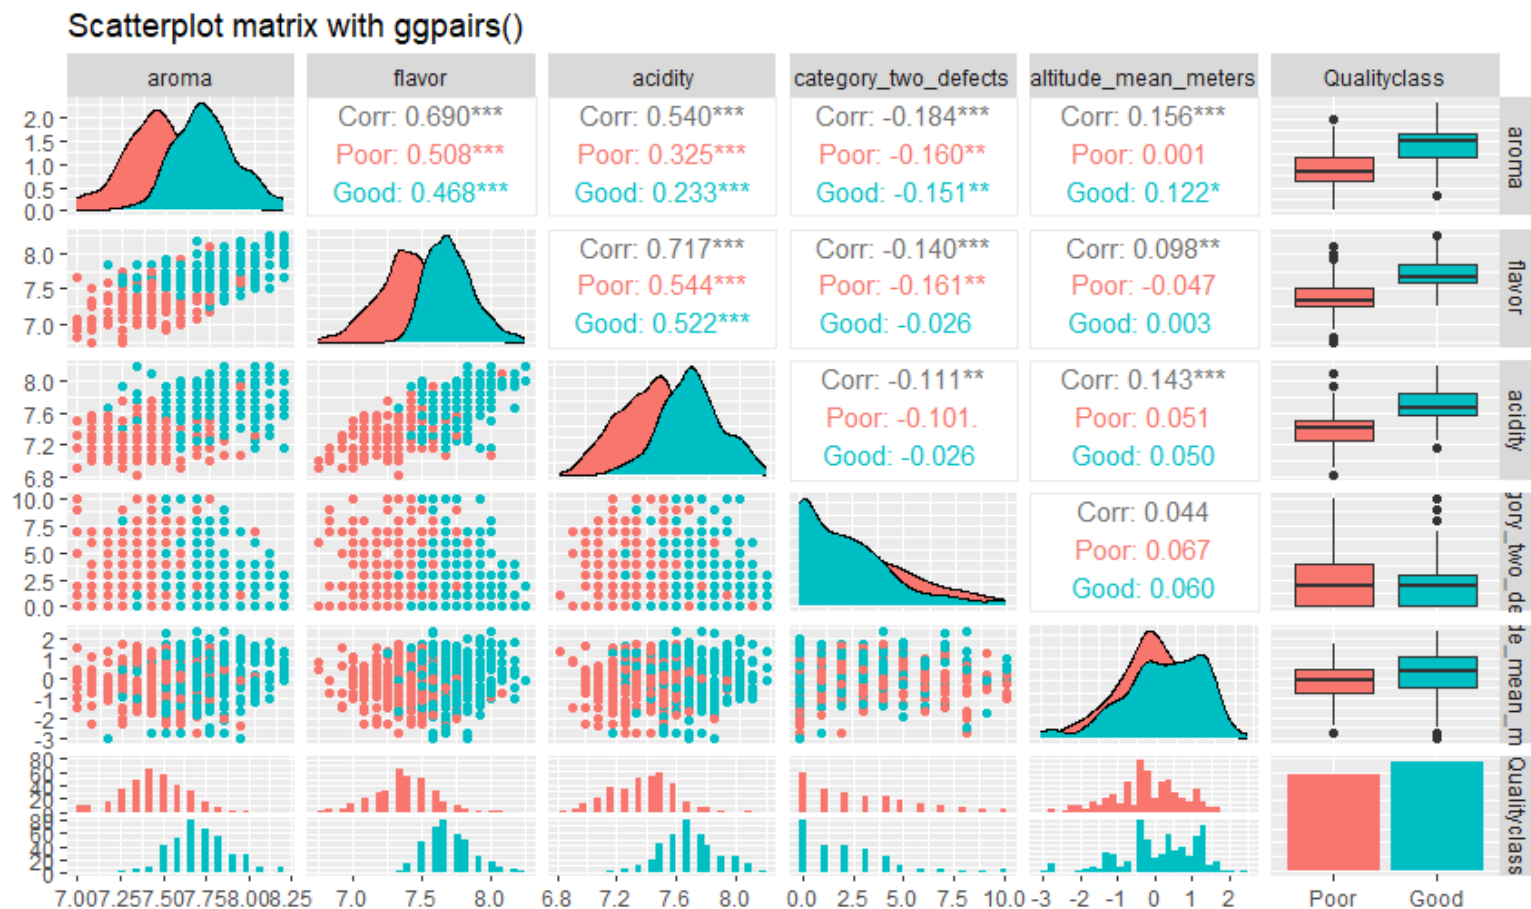 Scatterplot matrix with ggpairs()
aroma flavor acidity category_two_defects altitude_mean_meters Qualityclass
2.0
1.5
1.0
0.5
0.0
Corr: 0.690***
Poor: 0.508***
Good: 0.468***
Corr: 0.540***
Poor: 0.325***
Good: 0.233***
Corr: -0.184***
Poor: -0.160**
Good: -0.151**
Corr: 0.156***
Poor: 0.001
Good: 0.122*
aroma
8.0
7.5
7.0
Corr: 0.717***
Poor: 0.544***
Good: 0.522***
Corr: -0.140***
Poor: -0.161**
Good: -0.026
Corr: 0.098**
Poor: -0.047
Good: 0.003
flavor
8.0
7.6
7.2
6.8
Corr: -0.111**
Poor: -0.101.
Good: -0.026
Corr: 0.143***
Poor: 0.051
Good: 0.050
acidity
10.0
7.5
5.0
2.5
0.0
Corr: 0.044
Poor: 0.067
Good: 0.060
gory_two_de
2
1
0
-1
-2
-3
de_mean_m
80
60
40
20
80
60
40
20
0
Qualityclass
7.00 7.25 7.50 7.75 8.00 8.25
7.0 7.5 8.0
6.8 7.2 7.6 8.0
0.0 2.5 5.0 7.5 10.0
-3 -2 -1 0 1 2
Poor Good